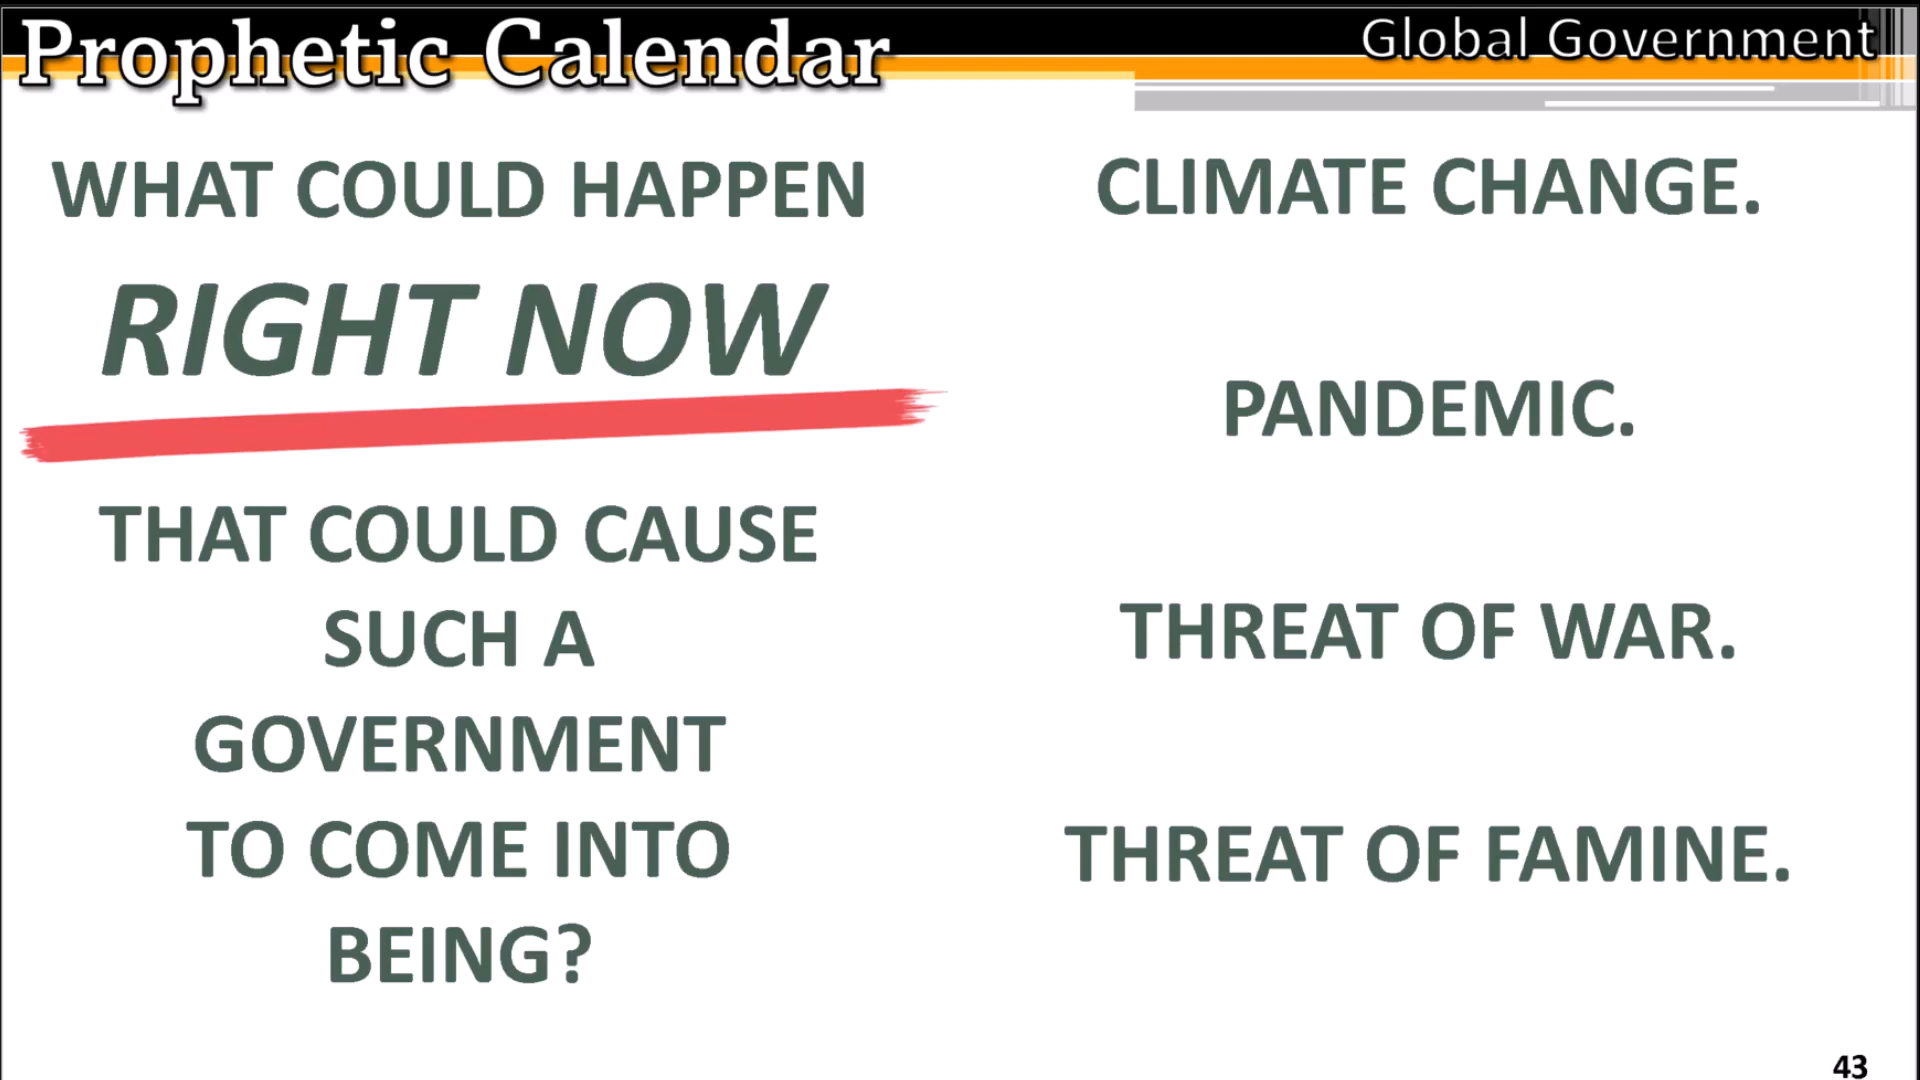 Prophetic Calendar
Global Government
WHAT COULD HAPPEN
RIGHT NOW
THAT COULD CAUSE
SUCH A
GOVERNMENT
TO COME INTO
BEING?
CLIMATE CHANGE.
PANDEMIC.
THREAT OF WAR.
THREAT OF FAMINE.
43